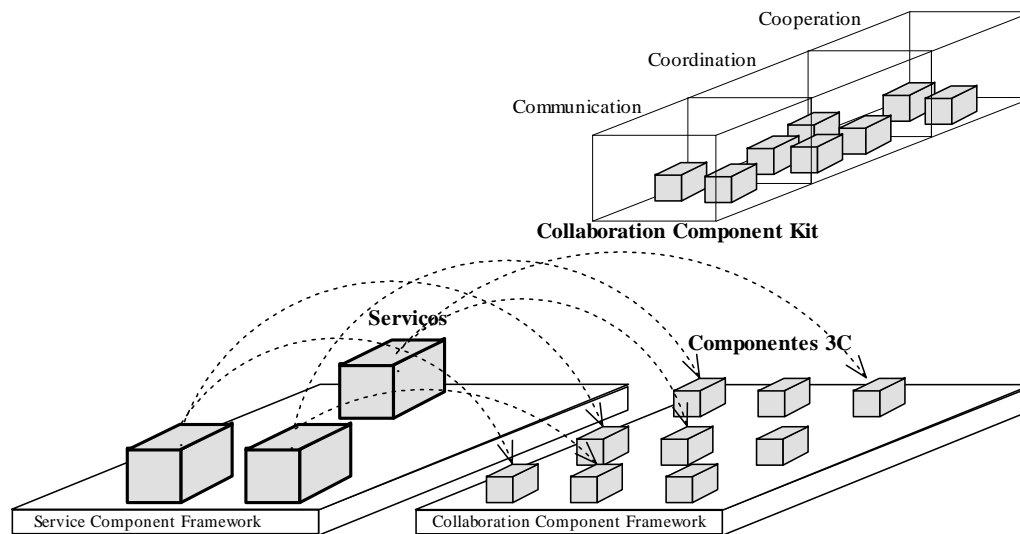 Cooperation
Coordination
Communication
Collaboration Component Kit
Serviços
Componentes 3C
Service Component Framework
Collaboration Component Framework